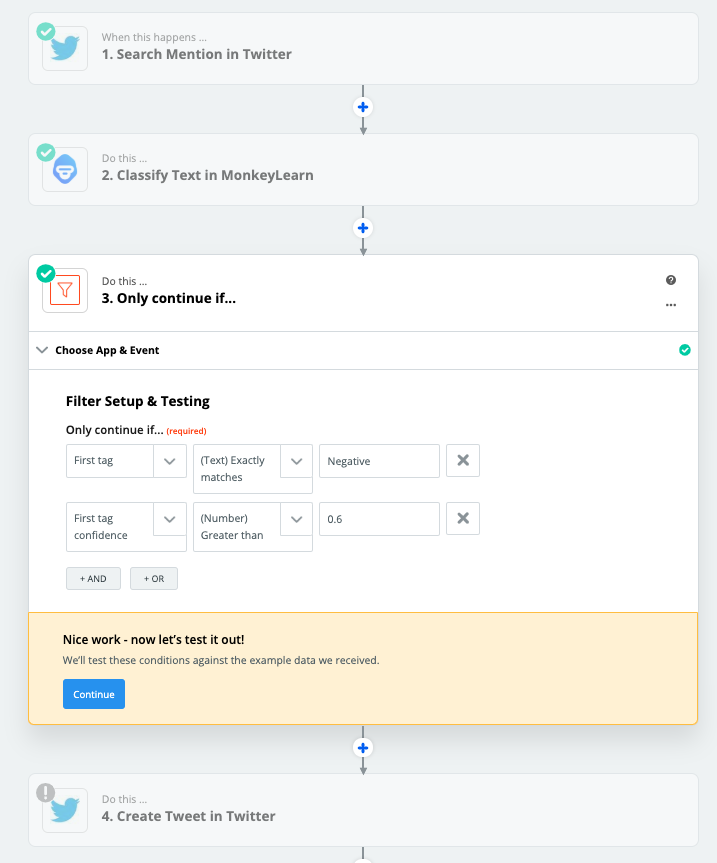 When this happens ...
1. Search Mention in Twitter
Do this ...
2. Classify Text in MonkeyLearn
Do this ...
3. Only continue if...
Choose App & Event
Filter Setup & Testing
Only continue if... (required)
First tag
(Text) Exactly
matches
Negative
First tag
confidence
(Number)
Greater than
0.6
+ AND
+ OR
Nice work - now let's test it out!
We'll test these conditions against the example data we received.
Continue
Do this ...
4. Create Tweet in Twitter